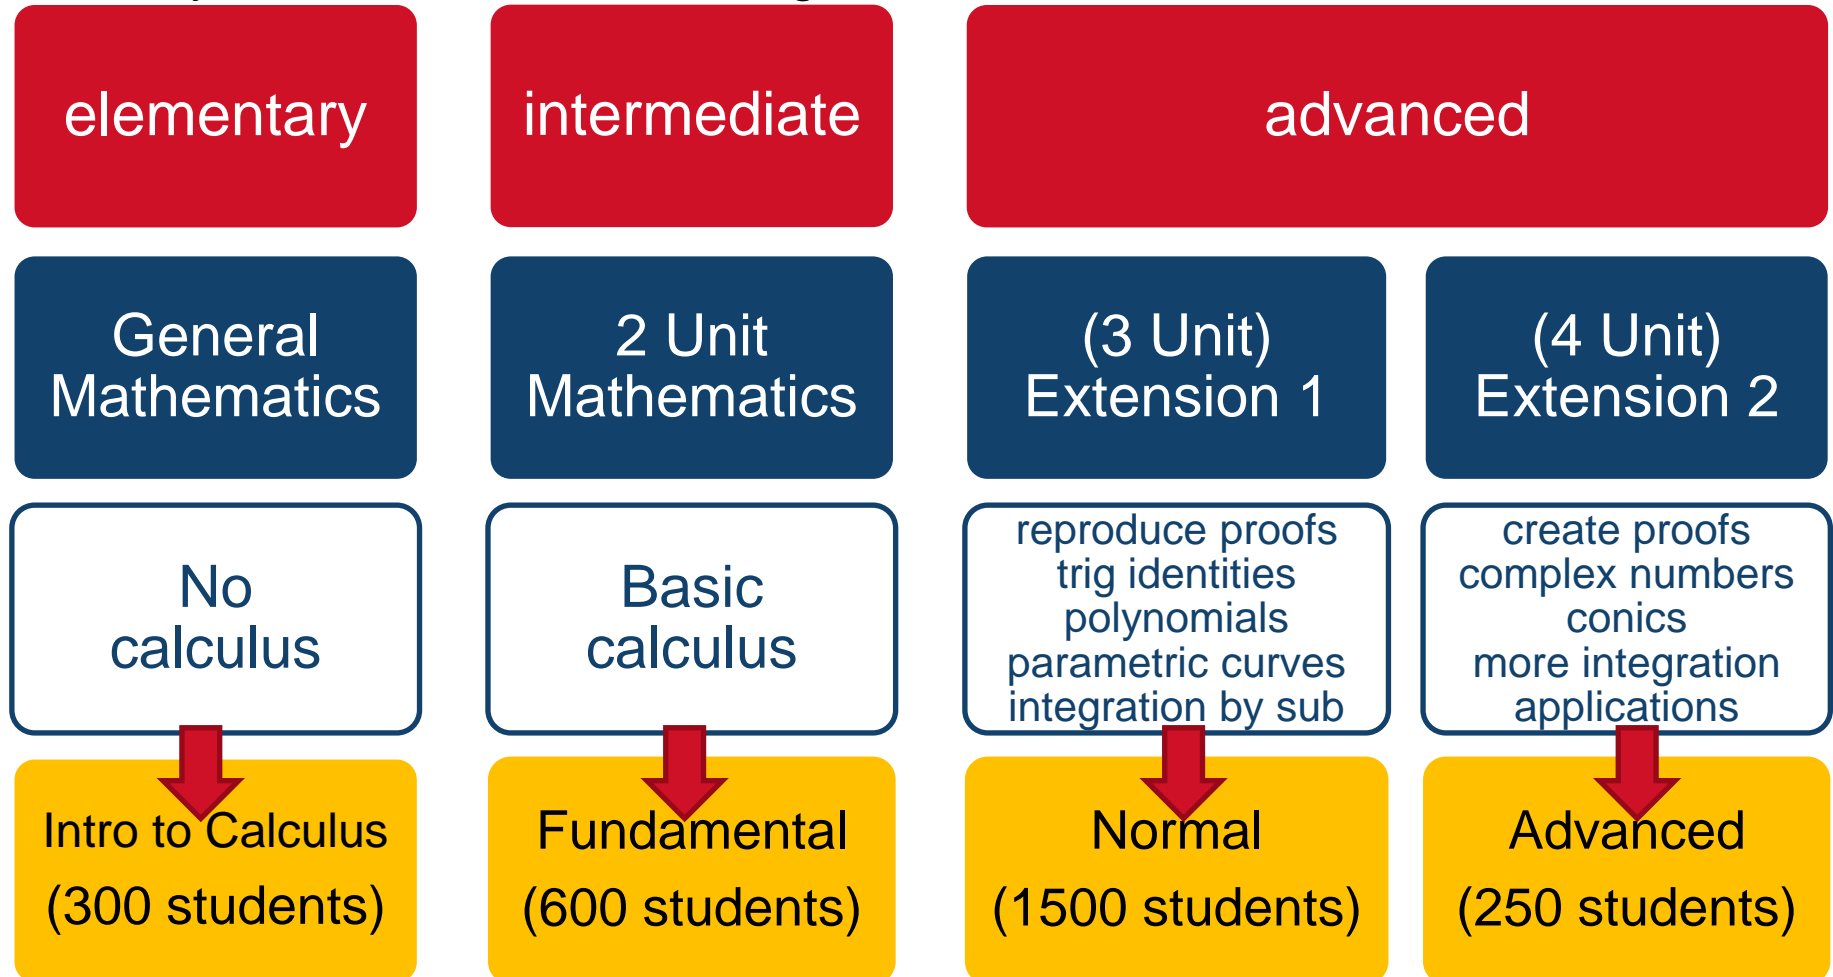 elementary
intermediate
advanced
General
Mathematics
2 Unit
Mathematics
(3 Unit)
Extension 1
(4 Unit)
Extension 2
No
calculus
Basic
calculus
reproduce proofs
trig identities
polynomials
parametric curves
integration by sub
create proofs
complex numbers
conics
more integration
applications
Intro to Calculus
(300 students)
Fundamental
(600 students)
Normal
(1500 students)
Advanced
(250 students)